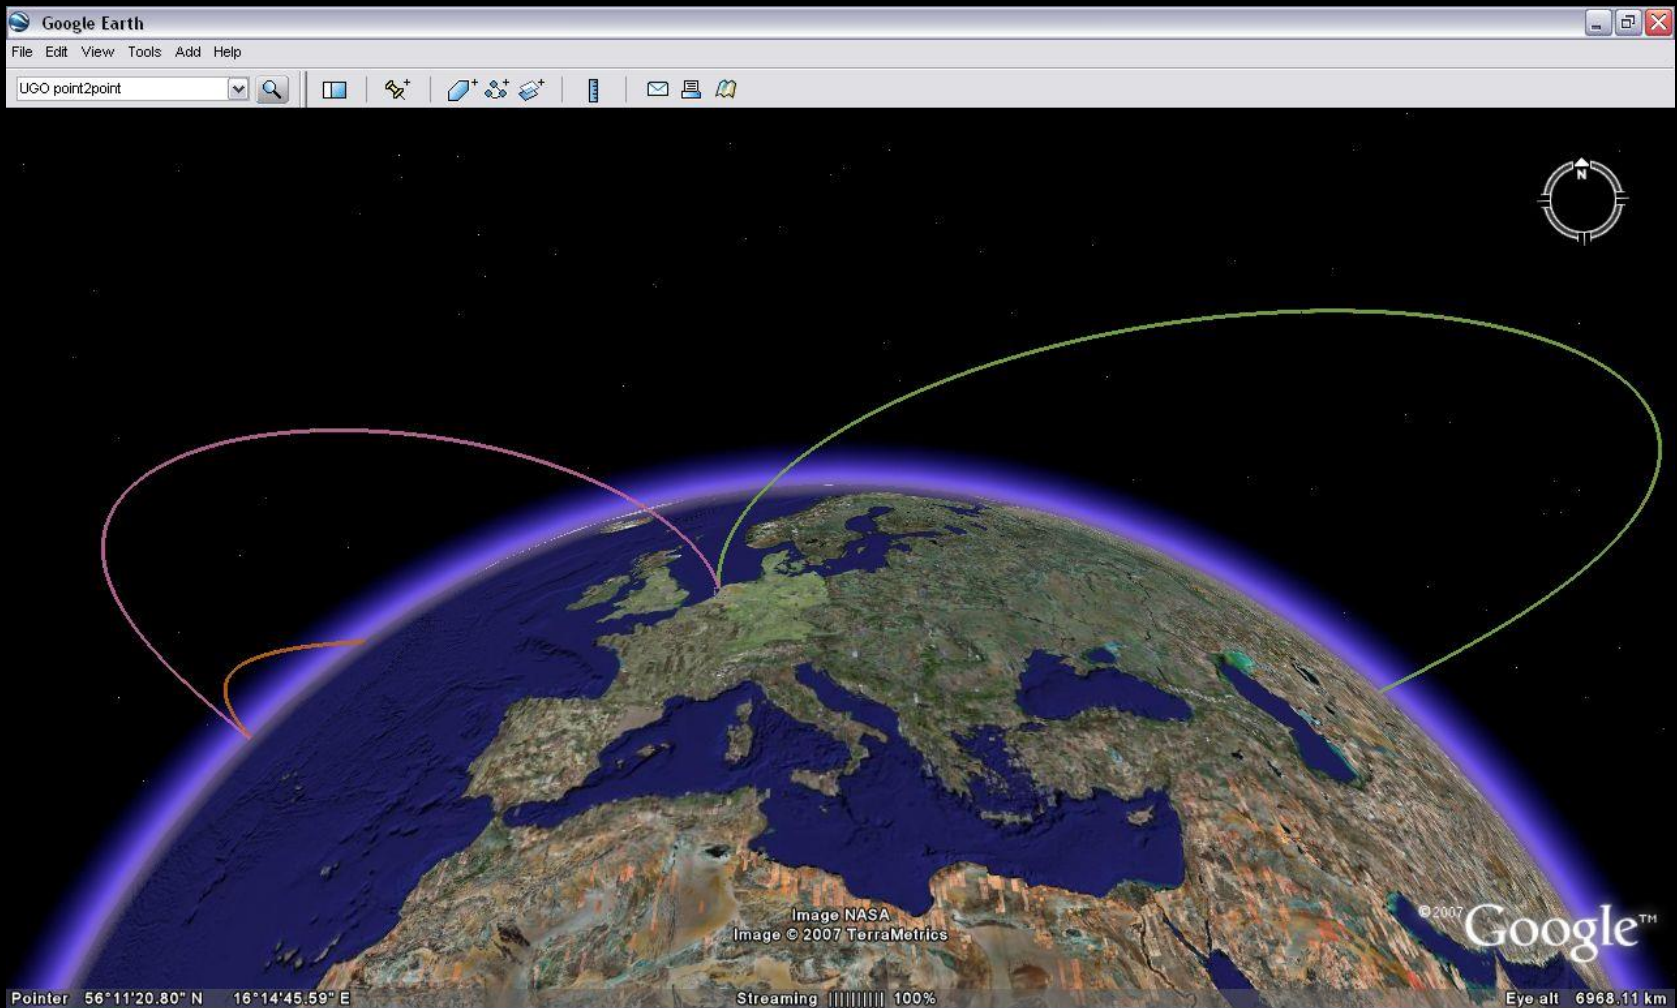 Google Earth
File Edit View Tools Add Help
UGO point2point
N
Image NASA
Image © 2007 TerraMetrics
© 2007 Google™
Pointer 56°11'20.80" N 16°14'45.59" E Streaming |||||||||| 100% Eye alt 6968.11 km